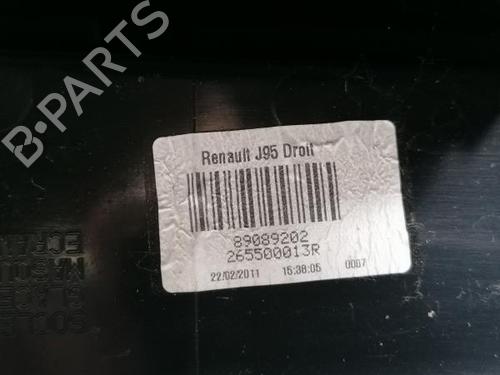 B-PARTS
Renault J95 Droit
89089202
265500013R
22/02/2011 15:38:05 0007